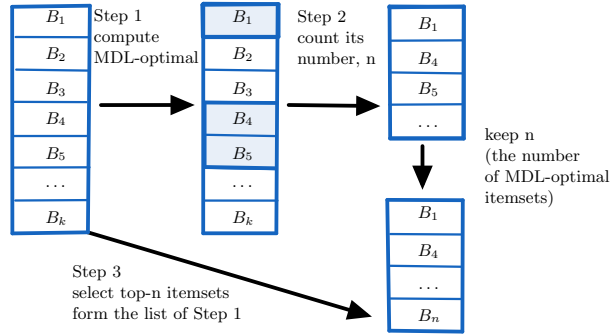 B1
B2
B3
B4
B5
...
Bk
Step 1
compute
MDL-optimal
B1
B2
B3
B4
B5
...
Bk
Step 2
count its
number, n
B1
B4
B5
...
keep n
(the number
of MDL-optimal
itemsets)
B1
B4
...
Bn
Step 3
select top-n itemsets
form the list of Step 1